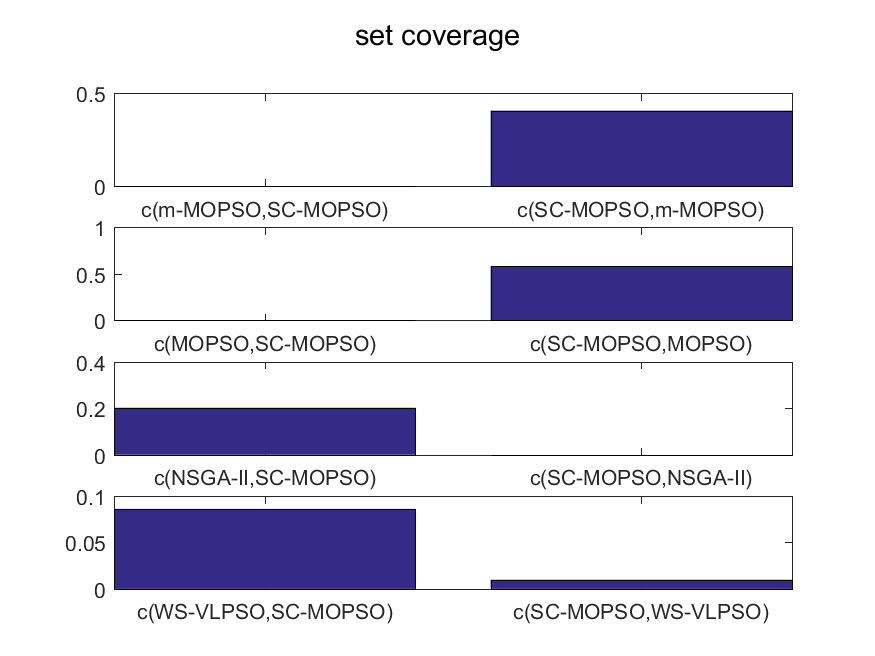 set coverage
0.5
0
c(m-MOPSO,SC-MOPSO) c(SC-MOPSO,m-MOPSO)
1
0.5
0
c(MOPSO,SC-MOPSO) c(SC-MOPSO,MOPSO)
0.4
0.2
0
c(NSGA-II,SC-MOPSO) c(SC-MOPSO,NSGA-II)
0.1
0.05
0
c(WS-VLPSO,SC-MOPSO) c(SC-MOPSO,WS-VLPSO)